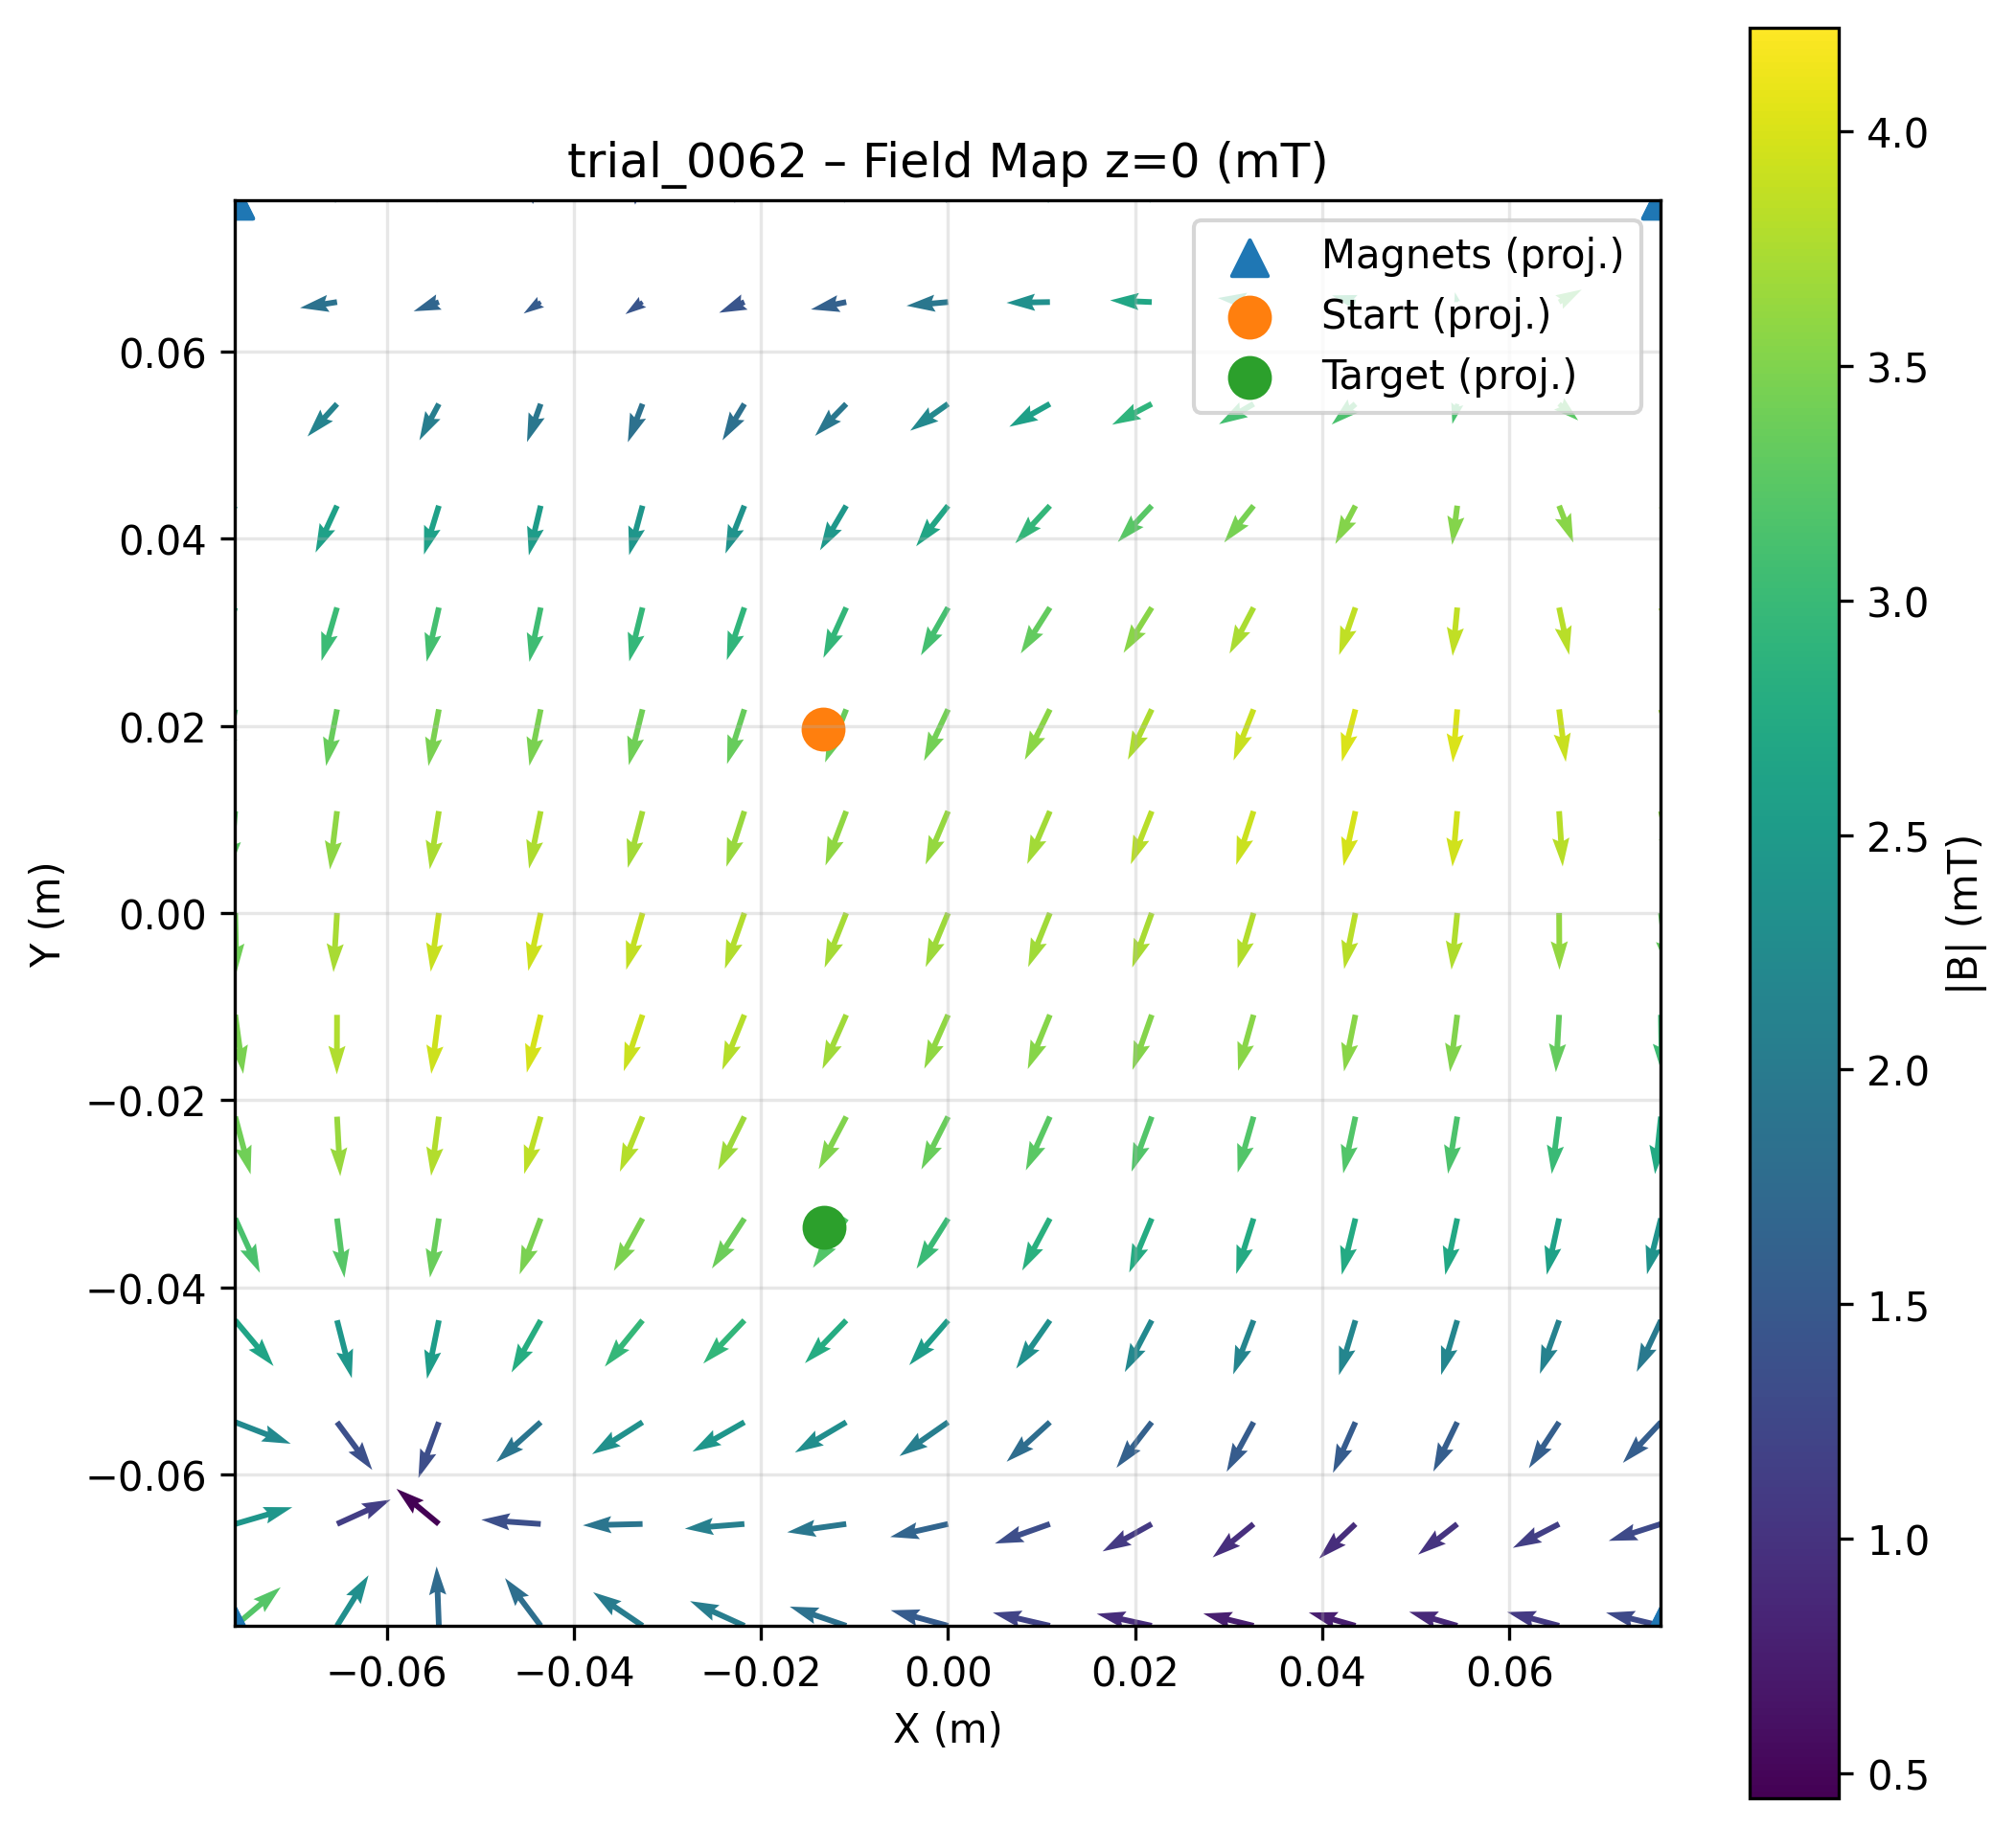 trial_0062 – Field Map z=0 (mT)
Magnets (proj.)
Start (proj.)
Target (proj.)
0.06
0.04
0.02
0.00
−0.02
−0.04
−0.06
Y (m)
−0.06 −0.04 −0.02 0.00 0.02 0.04 0.06
X (m)
4.0
3.5
3.0
2.5
2.0
1.5
1.0
0.5
|B| (mT)